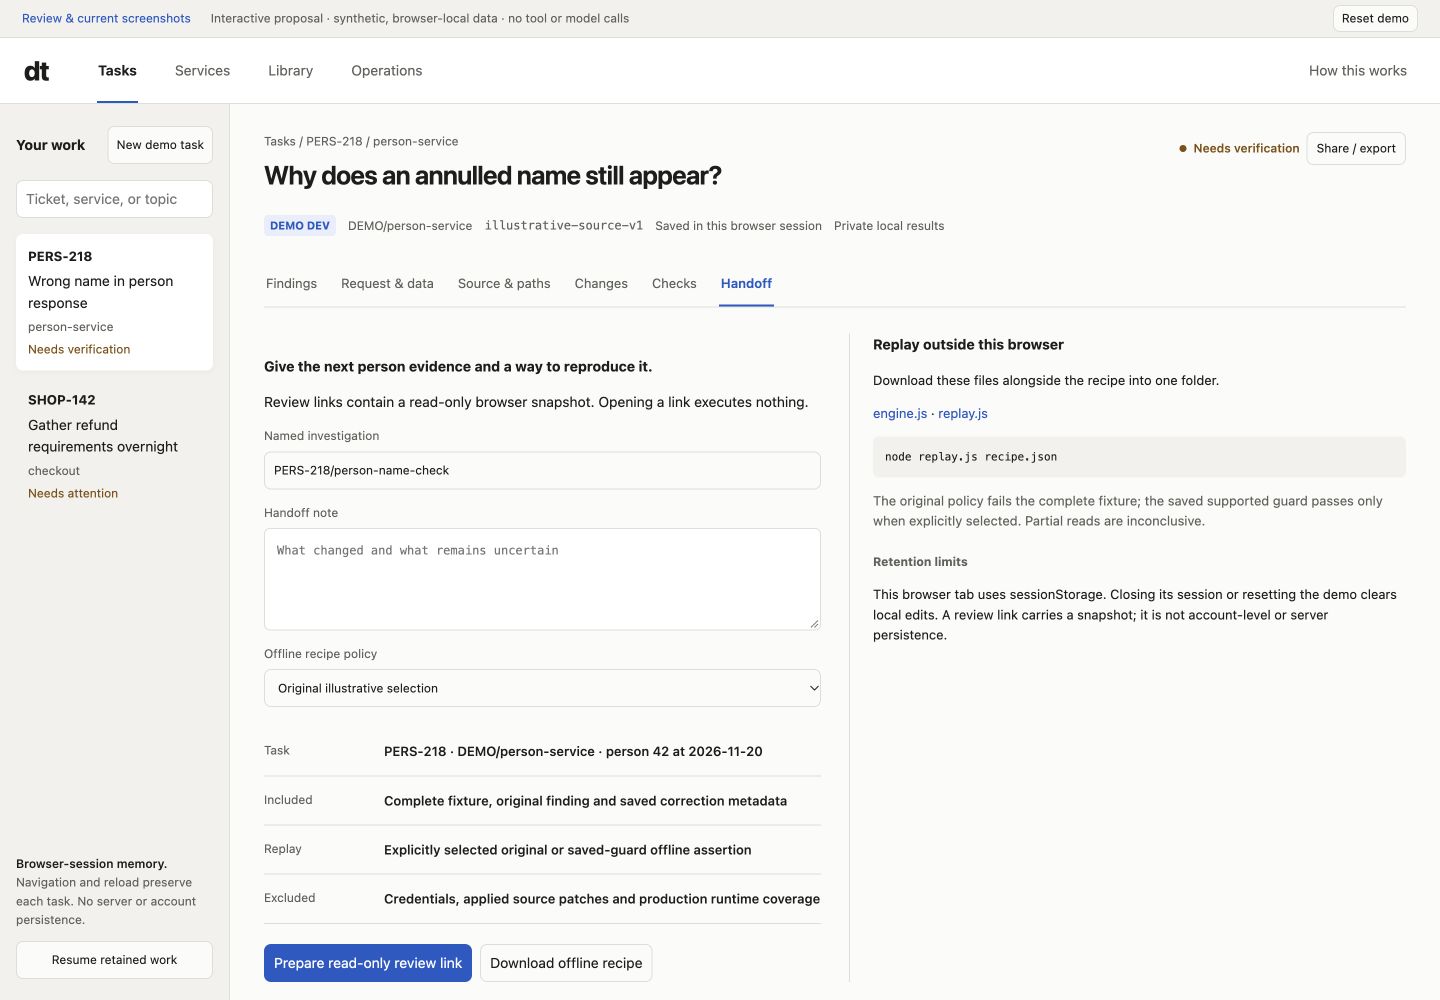 Review & current screenshots
Interactive proposal · synthetic, browser-local data · no tool or model calls
Reset demo
dt
Tasks
Services
Library
Operations
How this works
Your work
New demo task
Ticket, service, or topic
PERS-218
Wrong name in person
response
person-service
Needs verification
SHOP-142
Gather refund
requirements overnight
checkout
Needs attention
Browser-session memory.
Navigation and reload preserve
each task. No server or account
persistence.
Resume retained work
Tasks / PERS-218 / person-service
Why does an annulled name still appear?
Needs verification
Share / export
DEMO DEV
DEMO/person-service
illustrative-source-v1
Saved in this browser session
Private local results
Findings
Request & data
Source & paths
Changes
Checks
Handoff
Give the next person evidence and a way to reproduce it.
Review links contain a read-only browser snapshot. Opening a link executes nothing.
Named investigation
PERS-218/person-name-check
Handoff note
What changed and what remains uncertain
Offline recipe policy
Original illustrative selection
Task
PERS-218 · DEMO/person-service · person 42 at 2026-11-20
Included
Complete fixture, original finding and saved correction metadata
Replay
Explicitly selected original or saved-guard offline assertion
Excluded
Credentials, applied source patches and production runtime coverage
Prepare read-only review link
Download offline recipe
Replay outside this browser
Download these files alongside the recipe into one folder.
engine.js · replay.js
node replay.js recipe.json
The original policy fails the complete fixture; the saved supported guard passes only
when explicitly selected. Partial reads are inconclusive.
Retention limits
This browser tab uses sessionStorage. Closing its session or resetting the demo clears
local edits. A review link carries a snapshot; it is not account-level or server
persistence.